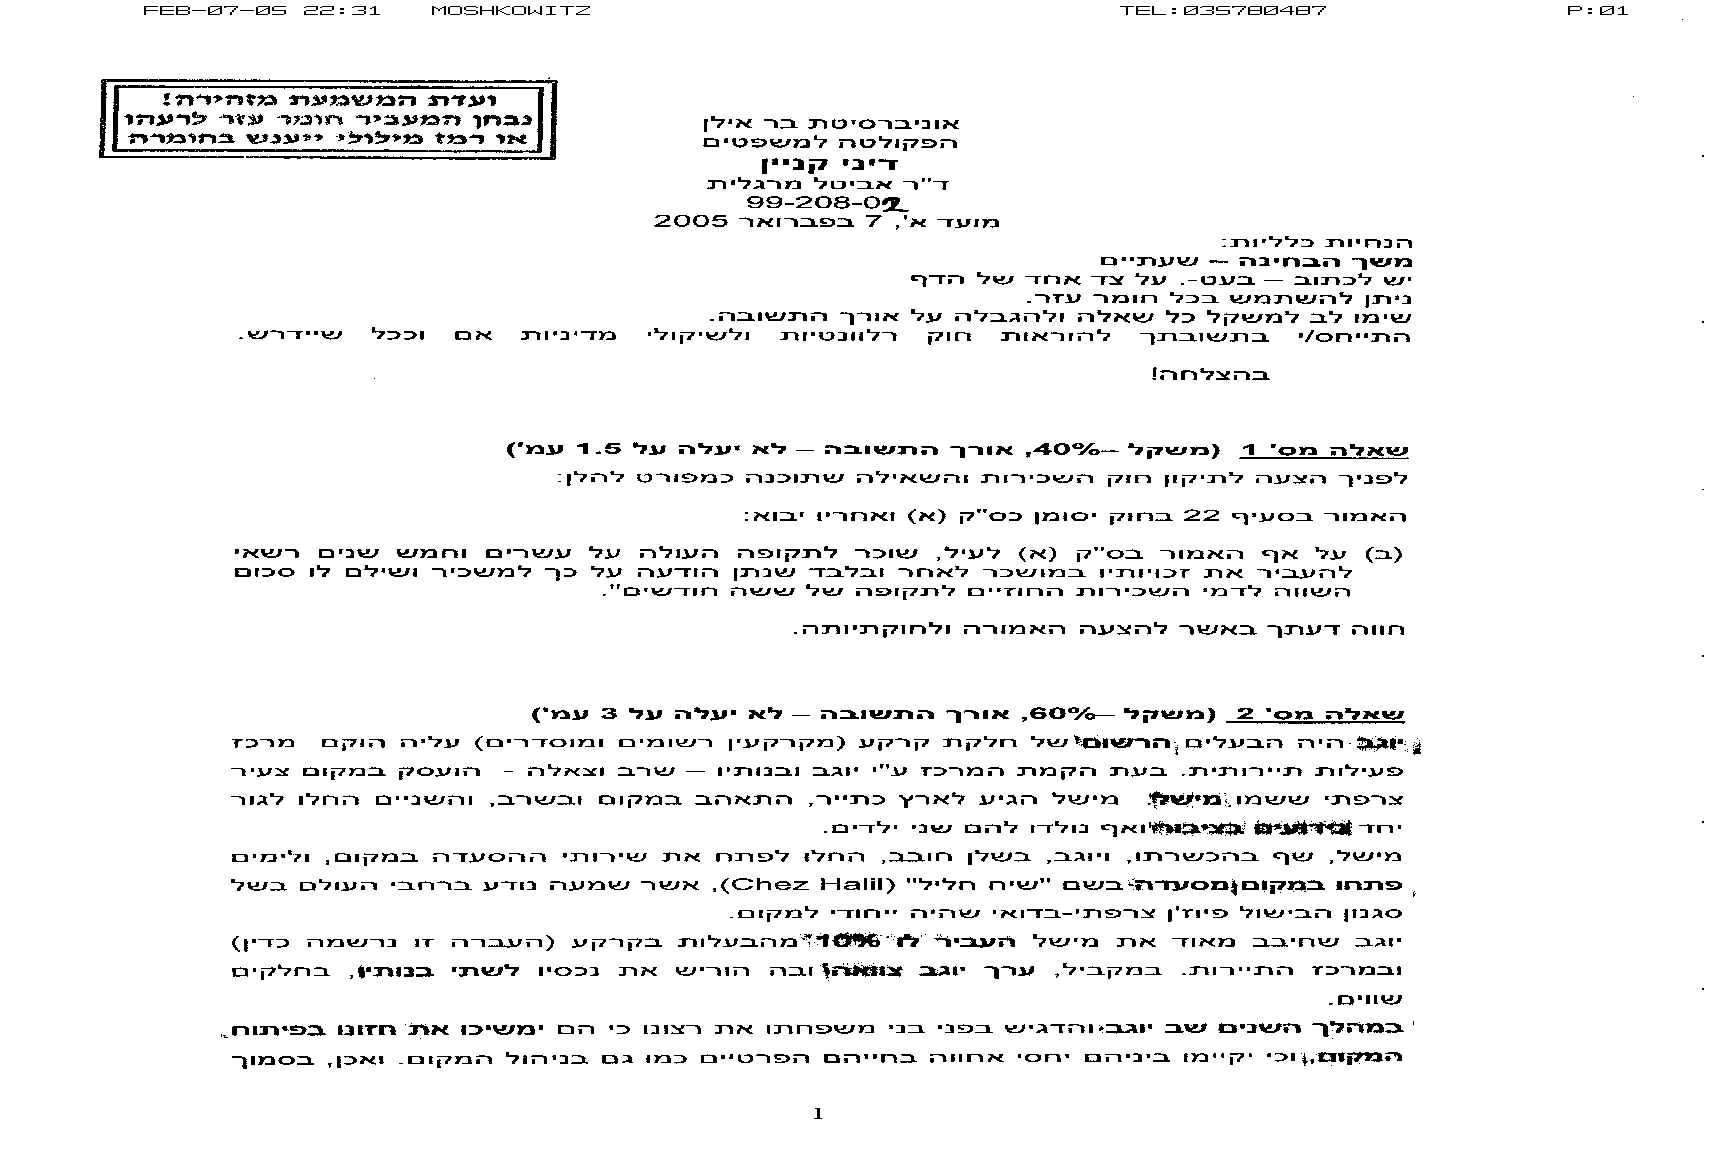 FEB-07-05 22:31 MOSHKOWITZ TEL:035780487 P:01
ועדת המשמעת מזהירה!
נבחן המעביר חומר עזר לרעהו
או רמז מילולי ייענש בחומרה
אוניברסיטת בר אילן
הפקולטה למשפטים
דיני קניין
ד"ר אביטל מרגלית
99-208-02
מועד א', 7 בפברואר 2005
הנחיות כלליות:
משך הבחינה – שעתיים
יש לכתוב – בעט-. על צד אחד של הדף
ניתן להשתמש בכל חומר עזר.
שימו לב למשקל כל שאלה ולהגבלה על אורך התשובה.
התייחס/י בתשובתך להוראות חוק רלוונטיות ולשיקולי מדיניות אם וככל שיידרש.
בהצלחה!
שאלה מס' 1 (משקל –40%, אורך התשובה – לא יעלה על 1.5 עמ')
לפניך הצעה לתיקון חוק השכירות והשאילה שתוכנה כמפורט להלן:
האמור בסעיף 22 בחוק יסומן כס"ק (א) ואחריו יבוא:
(ב) על אף האמור בס"ק (א) לעיל, שוכר לתקופה העולה על עשרים וחמש שנים רשאי
להעביר את זכויותיו במושכר לאחר ובלבד שנתן הודעה על כך למשכיר ושילם לו סכום
השווה לדמי השכירות החוזיים לתקופה של ששה חודשים".
חווה דעתך באשר להצעה האמורה ולחוקתיותה.
שאלה מס' 2 (משקל –60%, אורך התשובה – לא יעלה על 3 עמ')
יוגב היה הבעלים הרשום של חלקת קרקע (מקרקעין רשומים ומוסדרים) עליה הוקם מרכז
פעילות תיירותית. בעת הקמת המרכז ע"י יוגב ובנותיו – שרב וצאלה - הועסק במקום צעיר
צרפתי ששמו מישל. מישל הגיע לארץ כתייר, התאהב במקום ובשרב, והשניים החלו לגור
יחד כידועים בציבור ואף נולדו להם שני ילדים.
מישל, שף בהכשרתו, ויוגב, בשלן חובב, החלו לפתח את שירותי ההסעדה במקום, ולימים
פתחו במקום מסעדה בשם "שיח חליל" (Chez Halil), אשר שמעה נודע ברחבי העולם בשל
סגנון הבישול פיוז'ן צרפתי-בדואי שהיה ייחודי למקום.
יוגב שחיבב מאוד את מישל העביר לו 10% מהבעלות בקרקע (העברה זו נרשמה כדין)
ובמרכז התיירות. במקביל, ערך יוגב צוואה ובה הוריש את נכסיו לשתי בנותיו, בחלקים
שווים.
במהלך השנים שב יוגב והדגיש בפני בני משפחתו את רצונו כי הם ימשיכו את חזונו בפיתוח
המקום, וכי יקיימו ביניהם יחסי אחווה בחייהם הפרטיים כמו גם בניהול המקום. ואכן, בסמוך
1